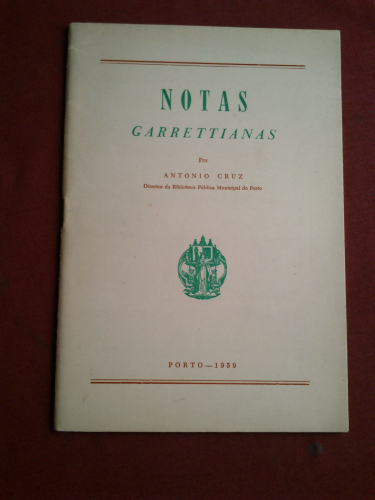 NOTAS
GARRETTIANAS
Por
ANTÓNIO CRUZ
Director da Biblioteca Pública Municipal do Porto
PORTO — 1959